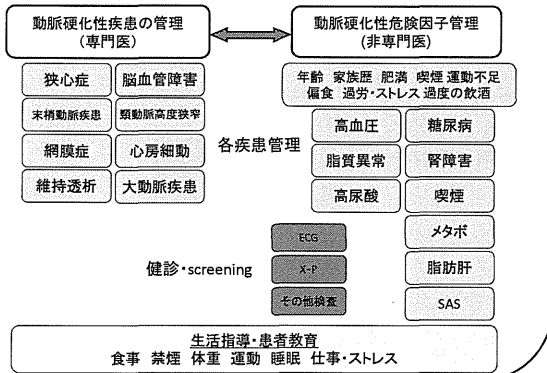 動脈硬化性疾患の管理
（専門医）
動脈硬化性危険因子管理
（非専門医)
狭心症
脳血管障害
末梢動脈疾患
頸動脈高度狭窄
網膜症
心房細動
維持透析
大動脈疾患
各疾患管理
年齢 家族歴 肥満 喫煙 運動不足
偏食 過労・ストレス 過度の飲酒
高血圧
糖尿病
脂質異常
腎障害
高尿酸
喫煙
メタボ
脂肪肝
SAS
健診・screening
ECG
X-P
その他検査
生活指導・患者教育
食事 禁煙 体重 運動 睡眠 仕事・ストレス